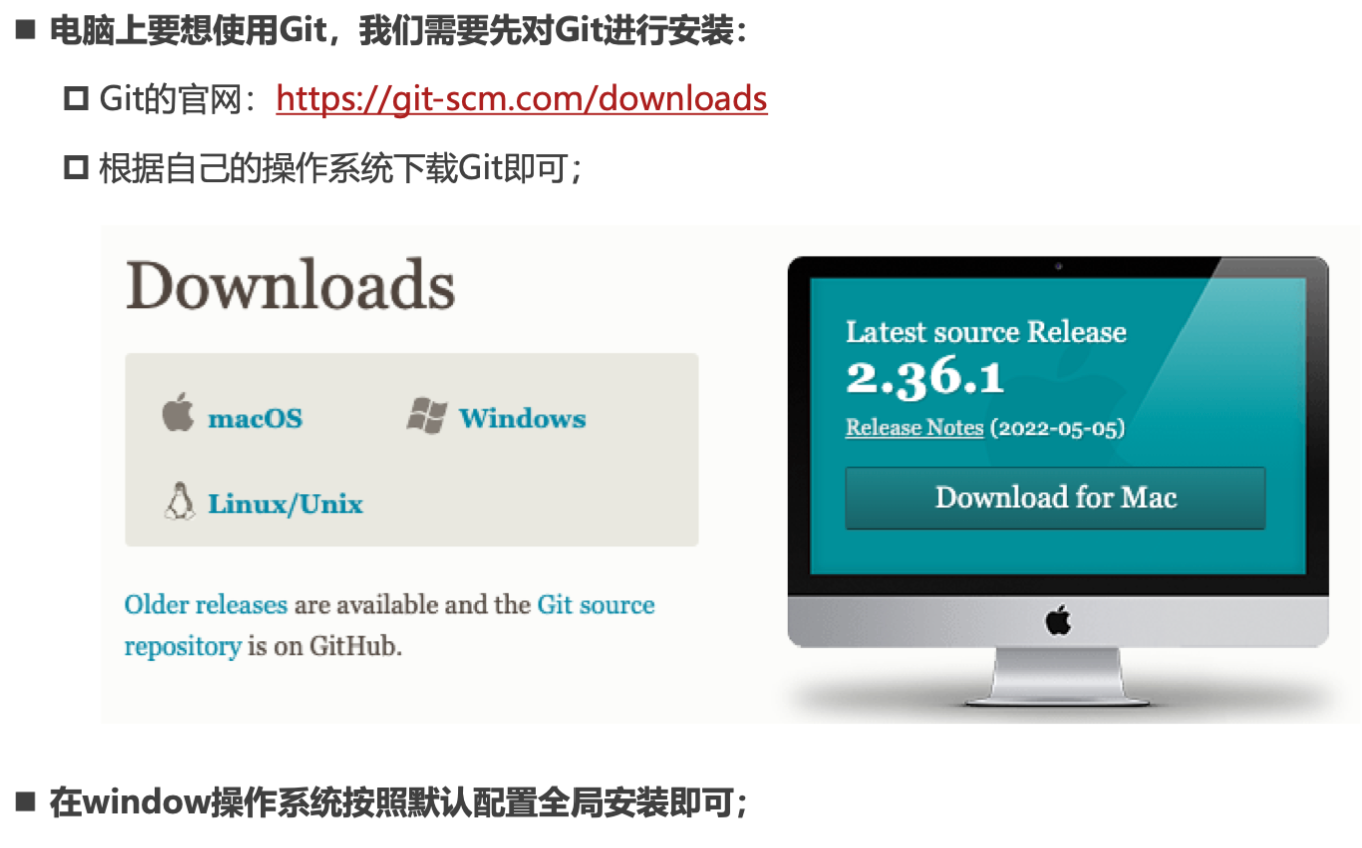 电脑上要想使用Git，我们需要先对Git进行安装：
Git的官网：https://git-scm.com/downloads
根据自己的操作系统下载Git即可；
Downloads
macOS
Windows
Linux/Unix
Older releases are available and the Git source
repository is on GitHub.
Latest source Release
2.36.1
Release Notes (2022-05-05)
Download for Mac
在window操作系统按照默认配置全局安装即可；